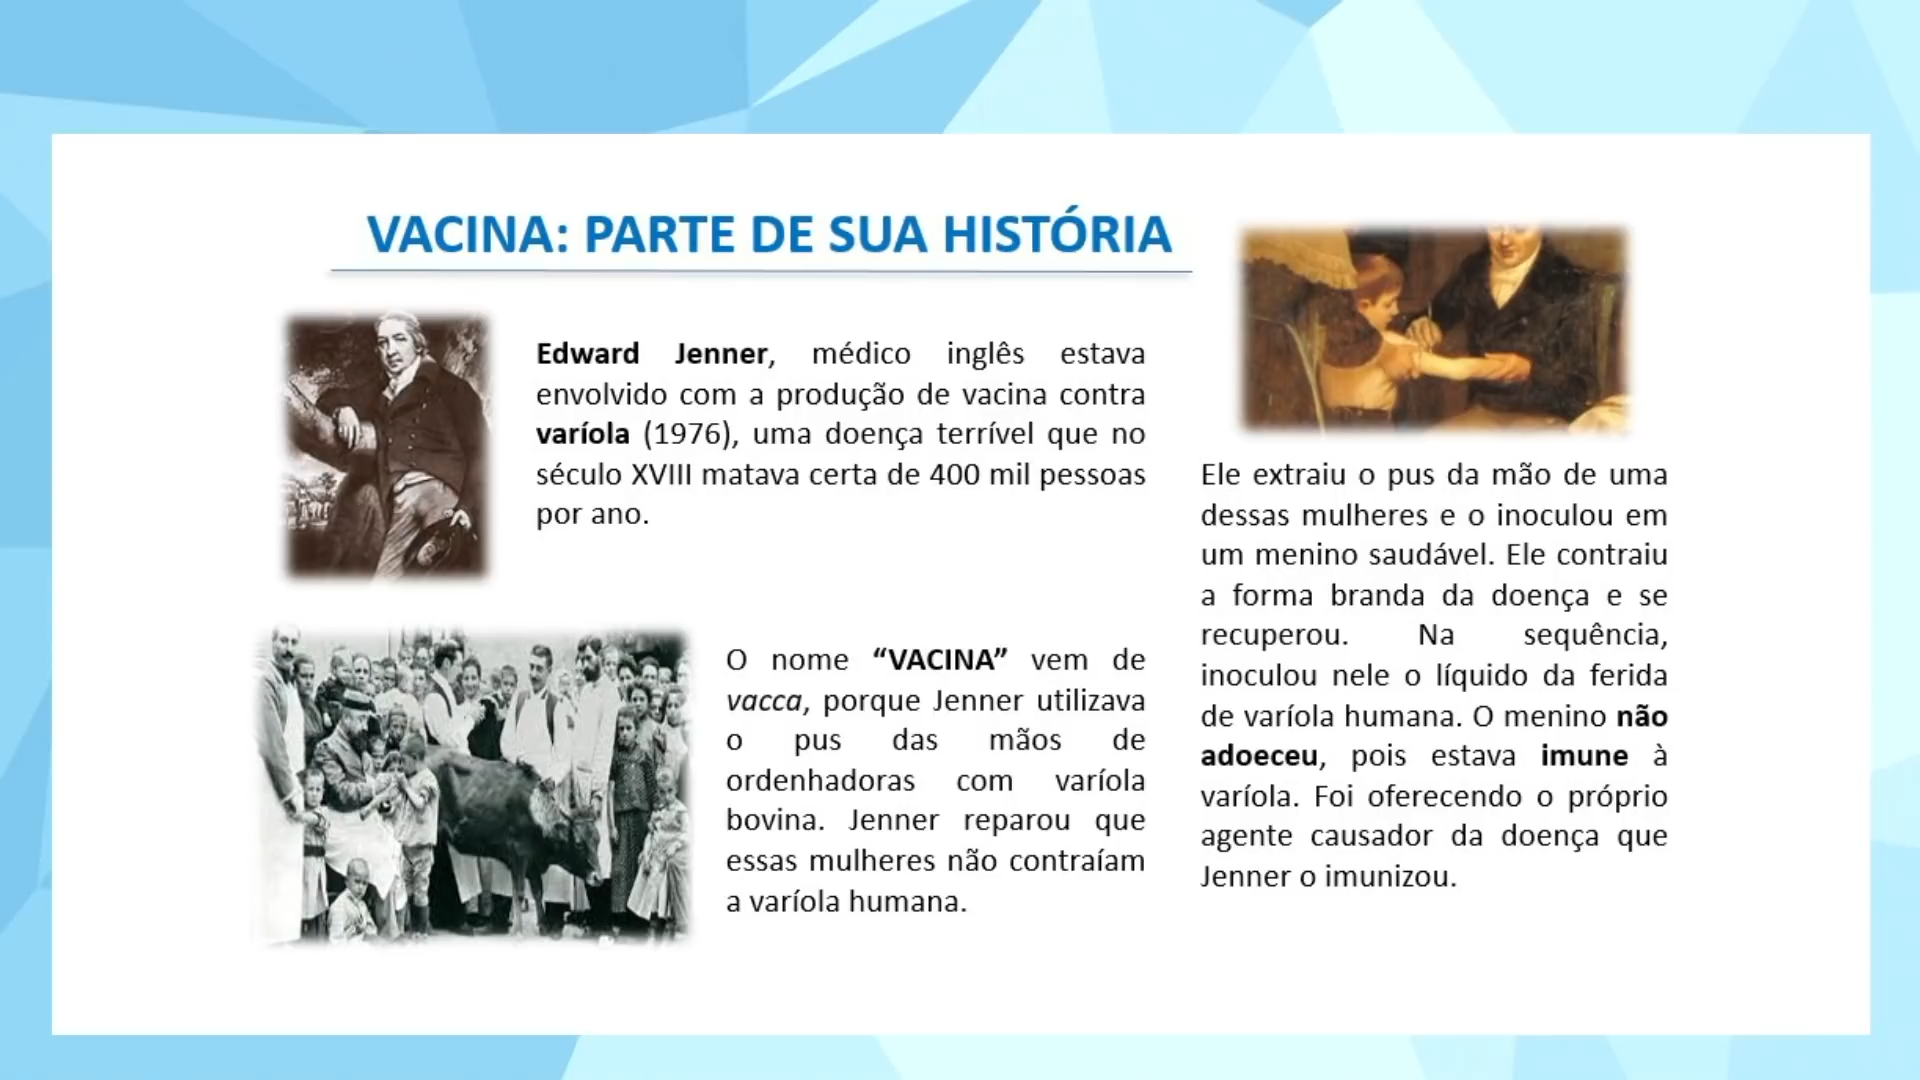 VACINA: PARTE DE SUA HISTÓRIA
Edward Jenner, médico inglês estava
envolvido com a produção de vacina contra
varíola (1976), uma doença terrível que no
século XVIII matava certa de 400 mil pessoas
por ano.
O nome “VACINA” vem de
vacca, porque Jenner utilizava
o pus das mãos de
ordenhadoras com varíola
bovina. Jenner reparou que
essas mulheres não contraíam
a varíola humana.
Ele extraiu o pus da mão de uma
dessas mulheres e o inoculou em
um menino saudável. Ele contraiu
a forma branda da doença e se
recuperou. Na sequência,
inoculou nele o líquido da ferida
de varíola humana. O menino não
adoeceu, pois estava imune à
varíola. Foi oferecendo o próprio
agente causador da doença que
Jenner o imunizou.